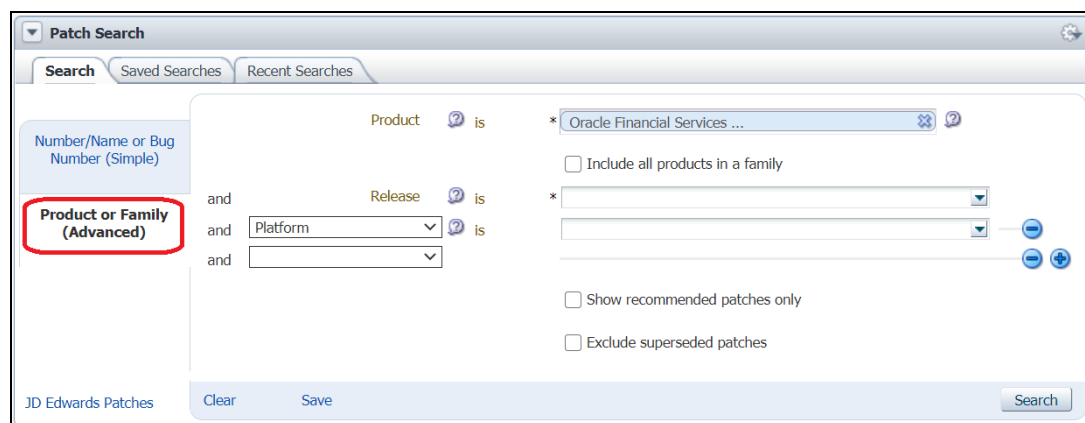 Patch Search
Search Saved Searches Recent Searches
Number/Name or Bug
Number (Simple)
Product or Family
(Advanced)
JD Edwards Patches
Product is * Oracle Financial Services ...
Include all products in a family
and Release is *
and Platform is
and
Show recommended patches only
Exclude superseded patches
Clear Save Search